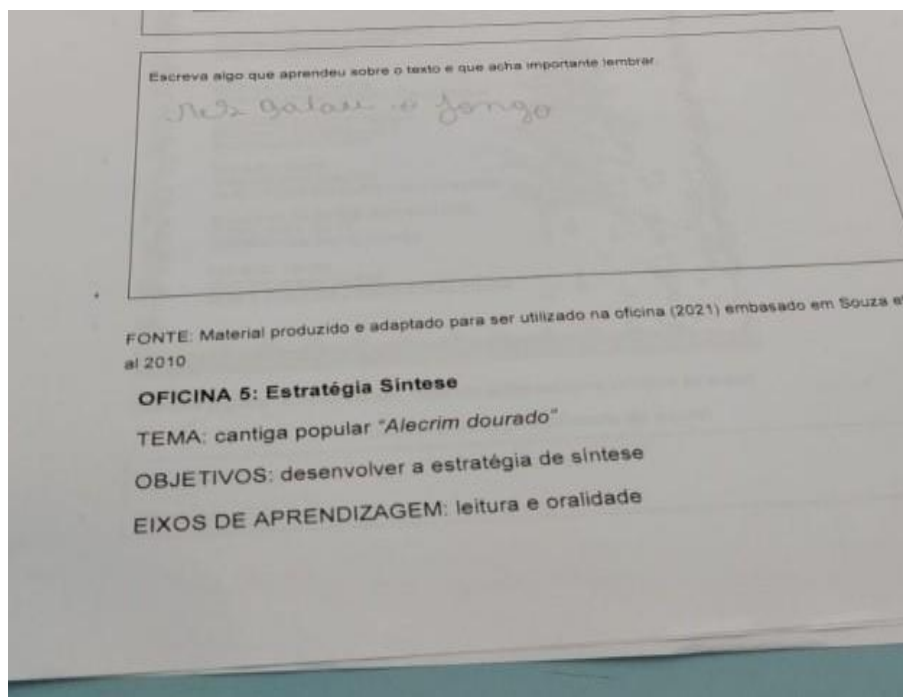 Escreva algo que aprendeu sobre o texto e que acha importante lembrar.
jongo
FONTE: Material produzido e adaptado para ser utilizado na oficina (2021) embasado em Souza et
al 2010
OFICINA 5: Estratégia Síntese
TEMA: cantiga popular “Alecrim dourado”
OBJETIVOS: desenvolver a estratégia de síntese
EIXOS DE APRENDIZAGEM: leitura e oralidade